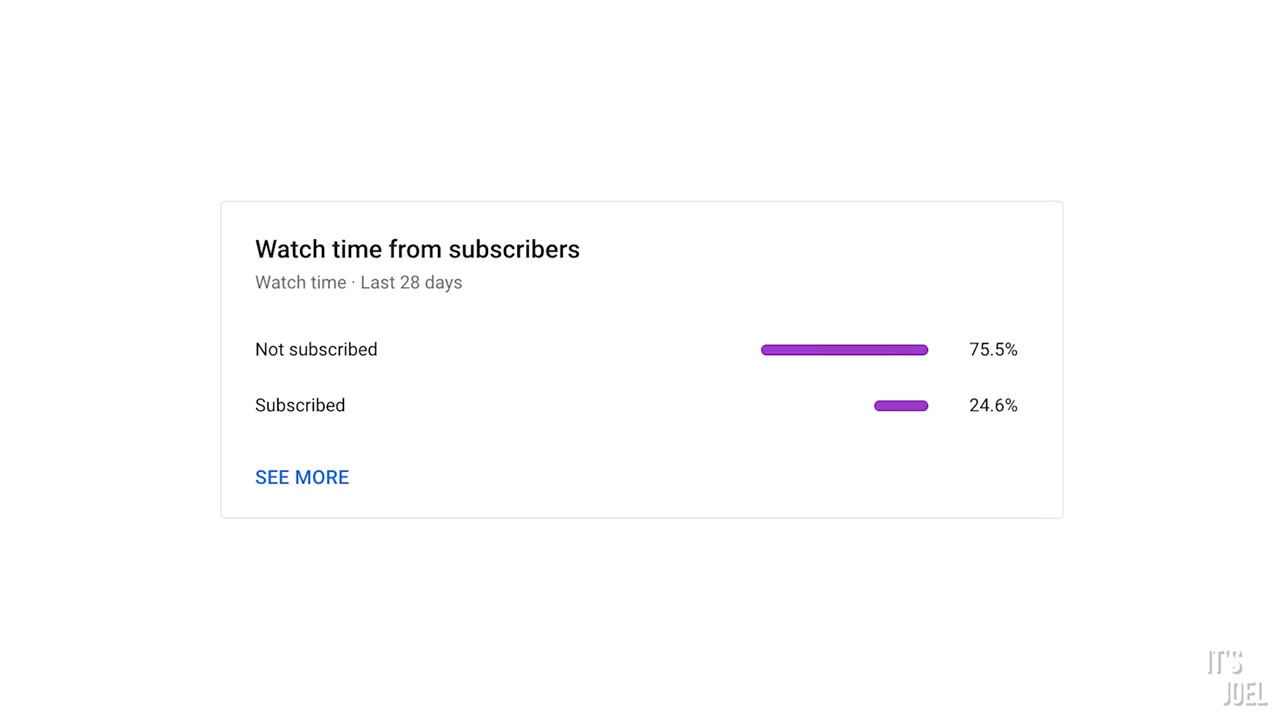 Watch time from subscribers
Watch time · Last 28 days
Not subscribed 75.5%
Subscribed 24.6%
SEE MORE
IT'S
JOEL